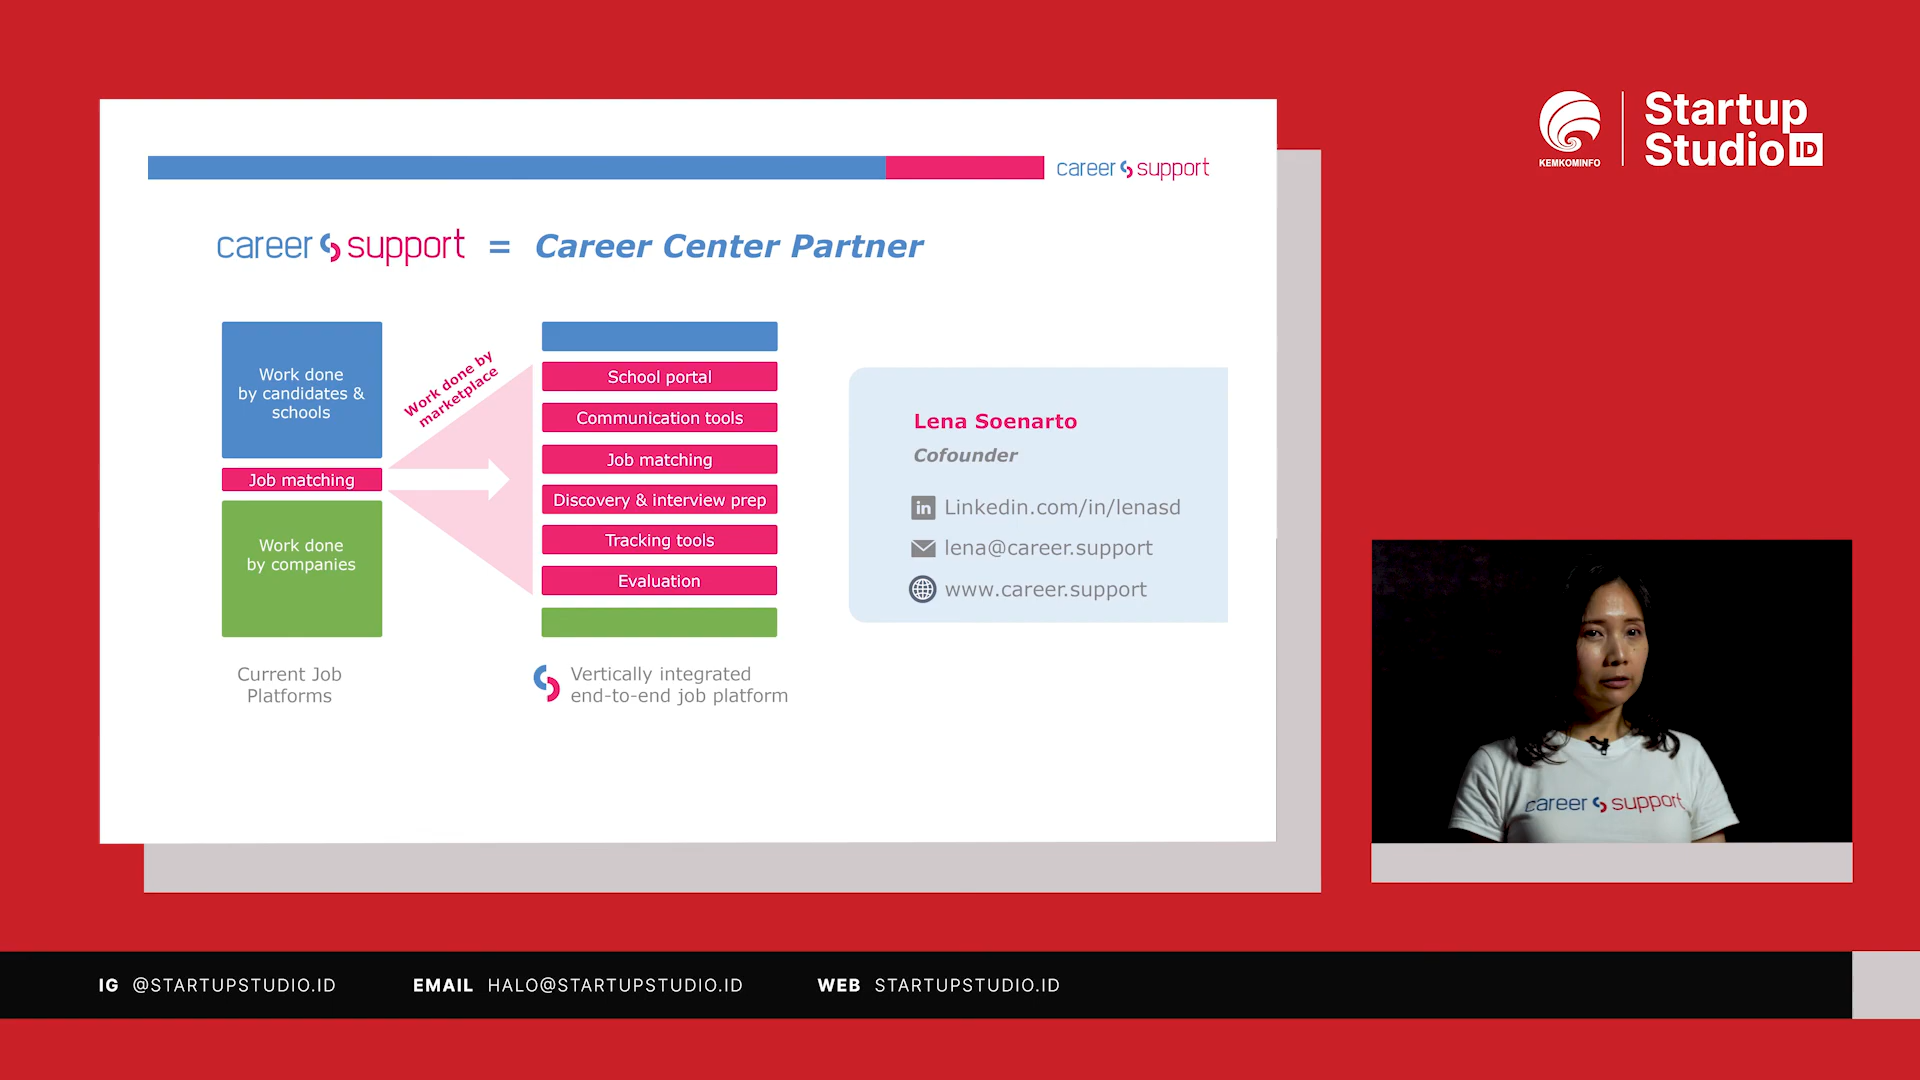 KEMKOMINFO
Startup
Studio ID
career support
career support = Career Center Partner
Work done
by candidates &
schools
Job matching
Work done
by companies
Current Job
Platforms
Work done by
marketplace
School portal
Communication tools
Job matching
Discovery & interview prep
Tracking tools
Evaluation
Vertically integrated
end-to-end job platform
Lena Soenarto
Cofounder
in Linkedin.com/in/lenasd
lena@career.support
www.career.support
career support
IG @STARTUPSTUDIO.ID
EMAIL HALO@STARTUPSTUDIO.ID
WEB STARTUPSTUDIO.ID